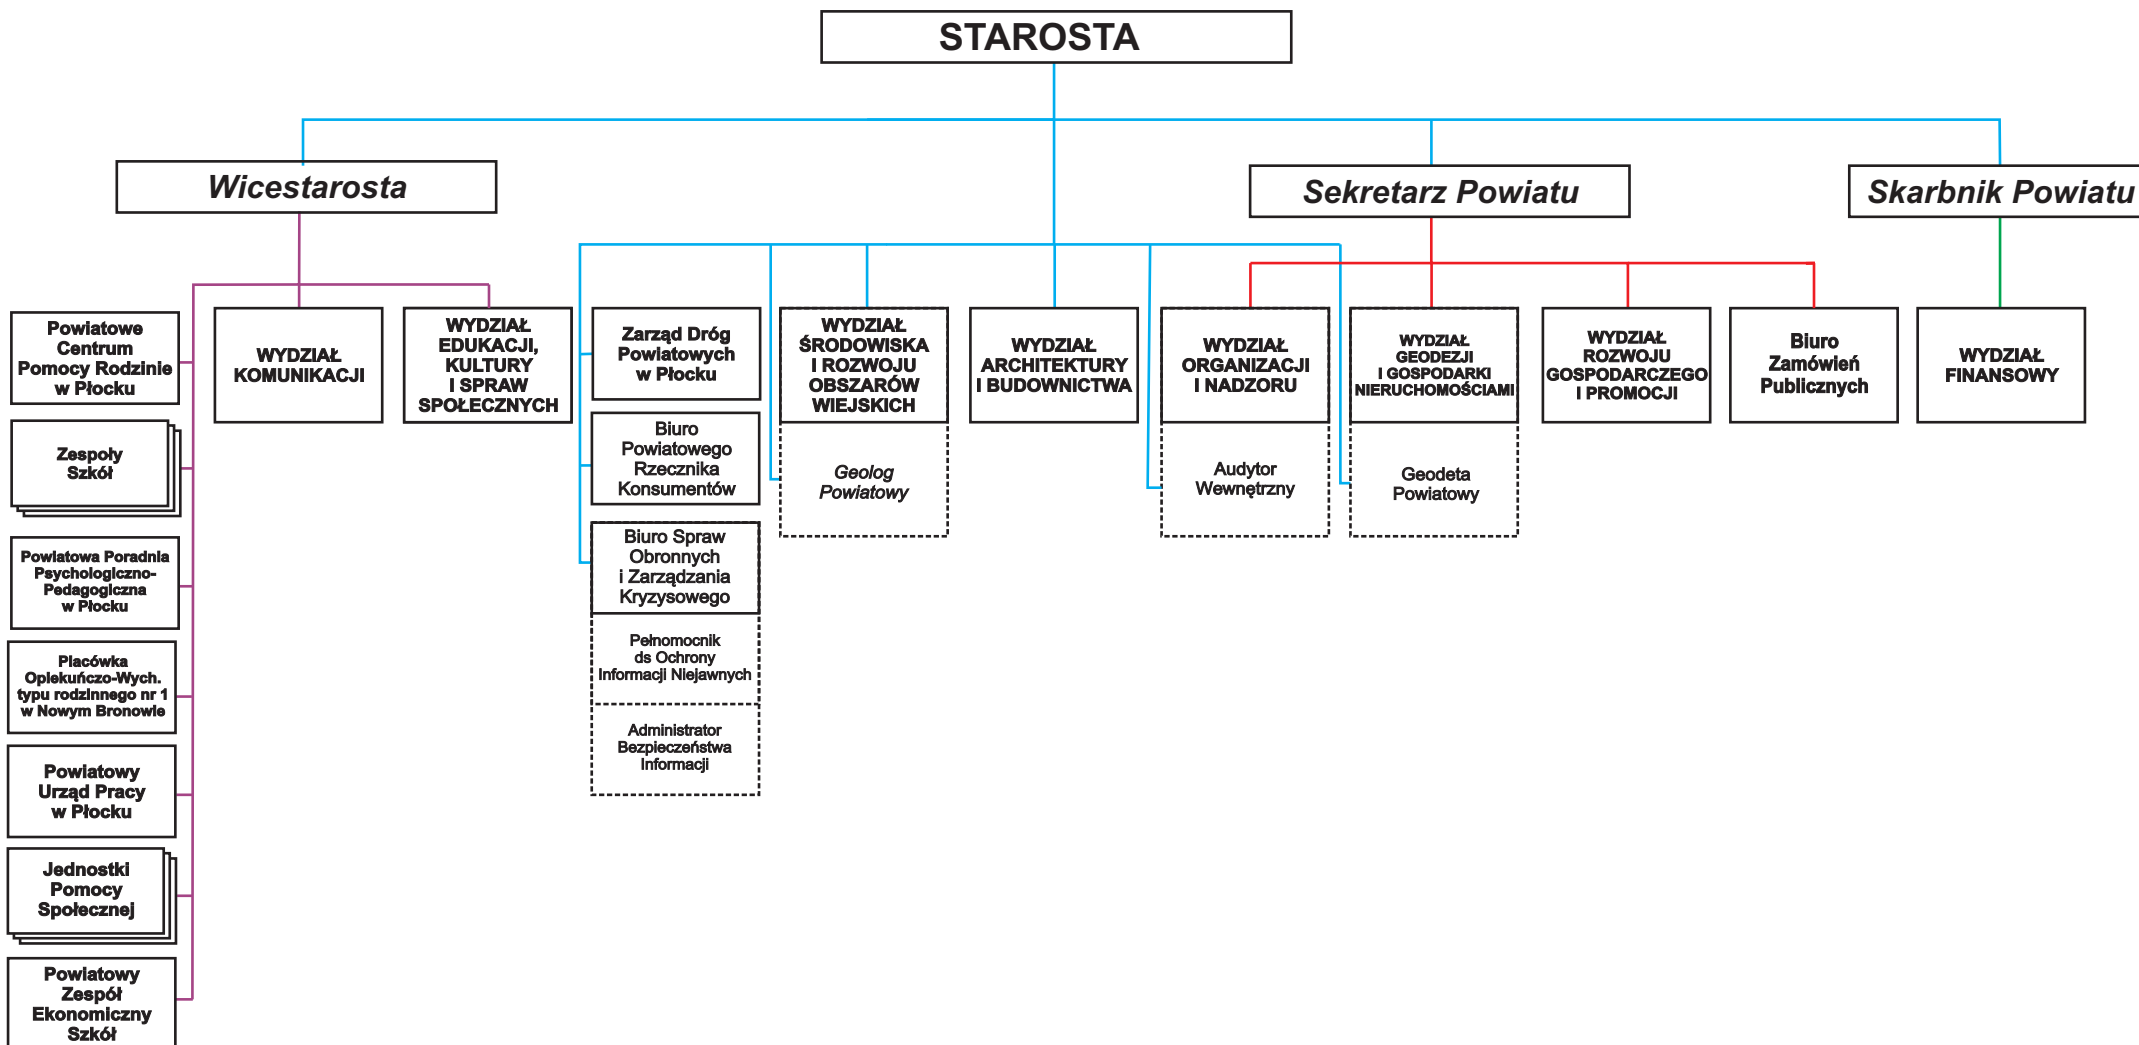 STAROSTA
Wicestarosta
Sekretarz Powiatu
Skarbnik Powiatu
Powiatowe
Centrum
Pomocy Rodzinie
w Płocku
Zespoły
Szkół
Powiatowa Poradnia
Psychologiczno-
Pedagogiczna
w Płocku
Placówka
Opiekuńczo-Wych.
typu rodzinnego nr 1
w Nowym Bronowie
Powiatowy
Urząd Pracy
w Płocku
Jednostki
Pomocy
Społecznej
Powiatowy
Zespół
Ekonomiczny
Szkół
WYDZIAŁ
KOMUNIKACJI
WYDZIAŁ
EDUKACJI,
KULTURY
I SPRAW
SPOŁECZNYCH
Zarząd Dróg
Powiatowych
w Płocku
Biuro
Powiatowego
Rzecznika
Konsumentów
Biuro Spraw
Obronnych
i Zarządzania
Kryzysowego
Pełnomocnik
ds Ochrony
Informacji Niejawnych
Administrator
Bezpieczeństwa
Informacji
WYDZIAŁ
ŚRODOWISKA
I ROZWOJU
OBSZARÓW
WIEJSKICH
Geolog
Powiatowy
WYDZIAŁ
ARCHITEKTURY
I BUDOWNICTWA
WYDZIAŁ
ORGANIZACJI
I NADZORU
Audytor
Wewnętrzny
WYDZIAŁ
GEODEZJI
I GOSPODARKI
NIERUCHOMOŚCIAMI
Geodeta
Powiatowy
WYDZIAŁ
ROZWOJU
GOSPODARCZEGO
I PROMOCJI
Biuro
Zamówień
Publicznych
WYDZIAŁ
FINANSOWY